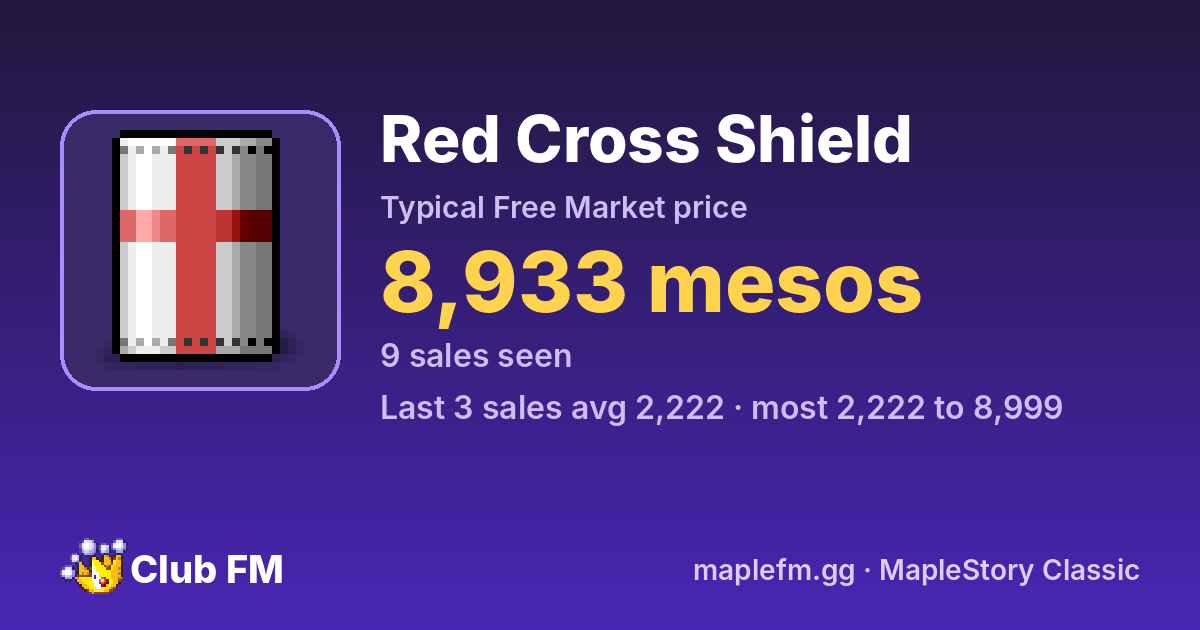 Red Cross Shield
Typical Free Market price
8,933 mesos
9 sales seen
Last 3 sales avg 2,222 · most 2,222 to 8,999
Club FM
maplefm.gg · MapleStory Classic